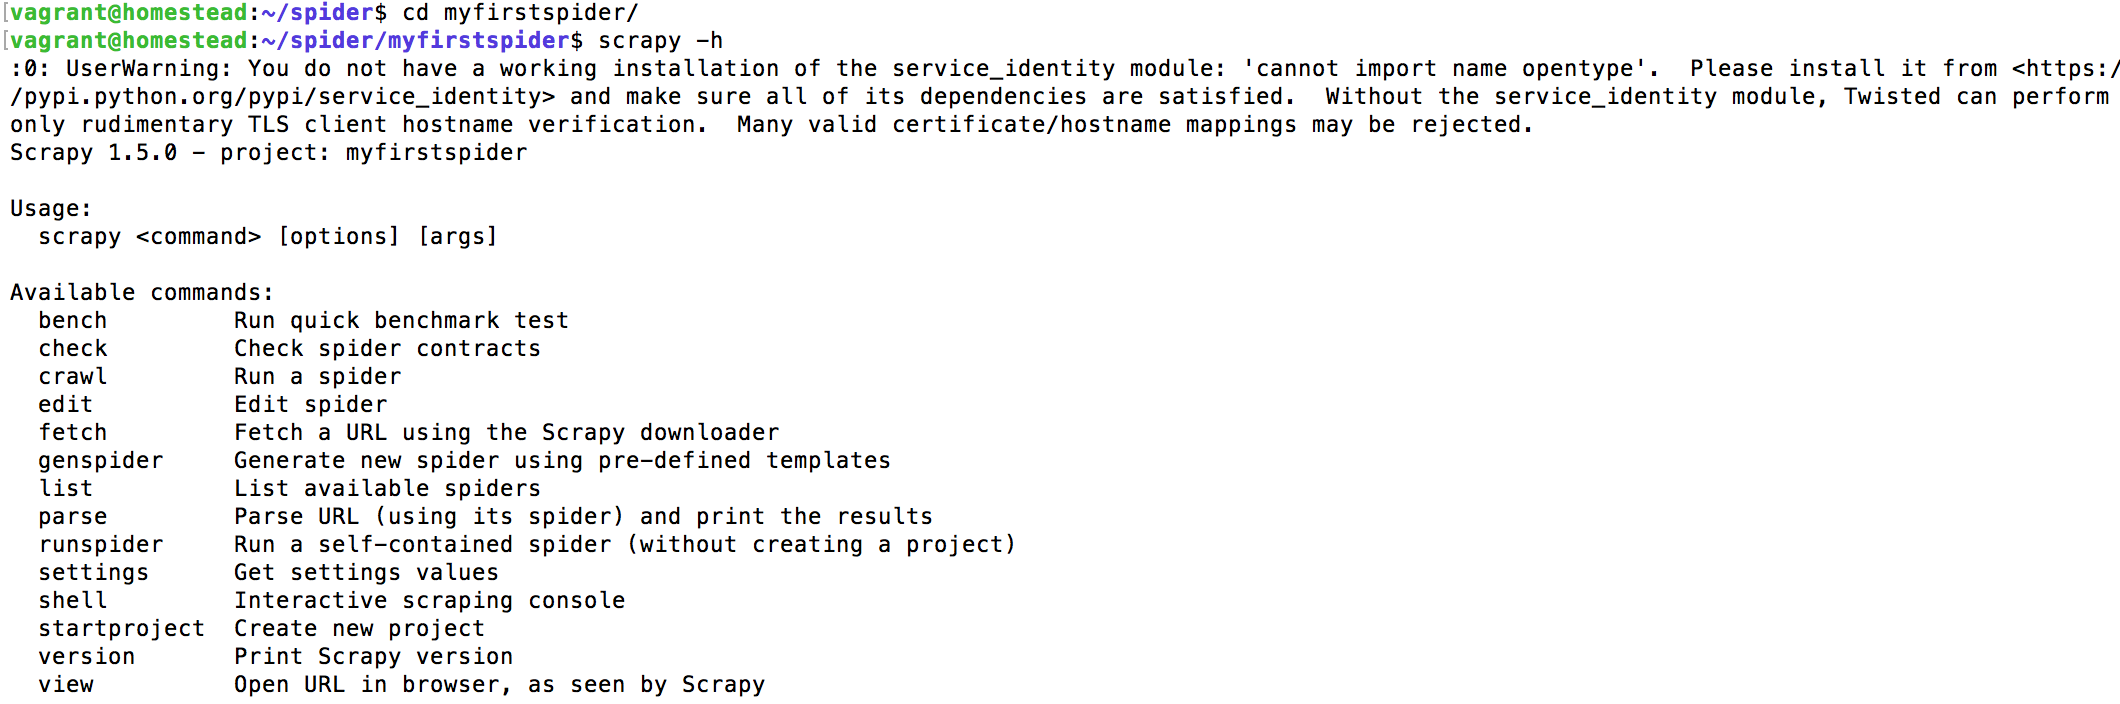 [vagrant@homestead:~/spider$ cd myfirstspider/
[vagrant@homestead:~/spider/myfirstspider$ scrapy -h
:0: UserWarning: You do not have a working installation of the service_identity module: 'cannot import name opentype'.  Please install it from <https:/
/pypi.python.org/pypi/service_identity> and make sure all of its dependencies are satisfied.  Without the service_identity module, Twisted can perform
only rudimentary TLS client hostname verification.  Many valid certificate/hostname mappings may be rejected.
Scrapy 1.5.0 - project: myfirstspider

Usage:
  scrapy <command> [options] [args]

Available commands:
  bench         Run quick benchmark test
  check         Check spider contracts
  crawl         Run a spider
  edit          Edit spider
  fetch         Fetch a URL using the Scrapy downloader
  genspider     Generate new spider using pre-defined templates
  list          List available spiders
  parse         Parse URL (using its spider) and print the results
  runspider     Run a self-contained spider (without creating a project)
  settings      Get settings values
  shell         Interactive scraping console
  startproject  Create new project
  version       Print Scrapy version
  view          Open URL in browser, as seen by Scrapy